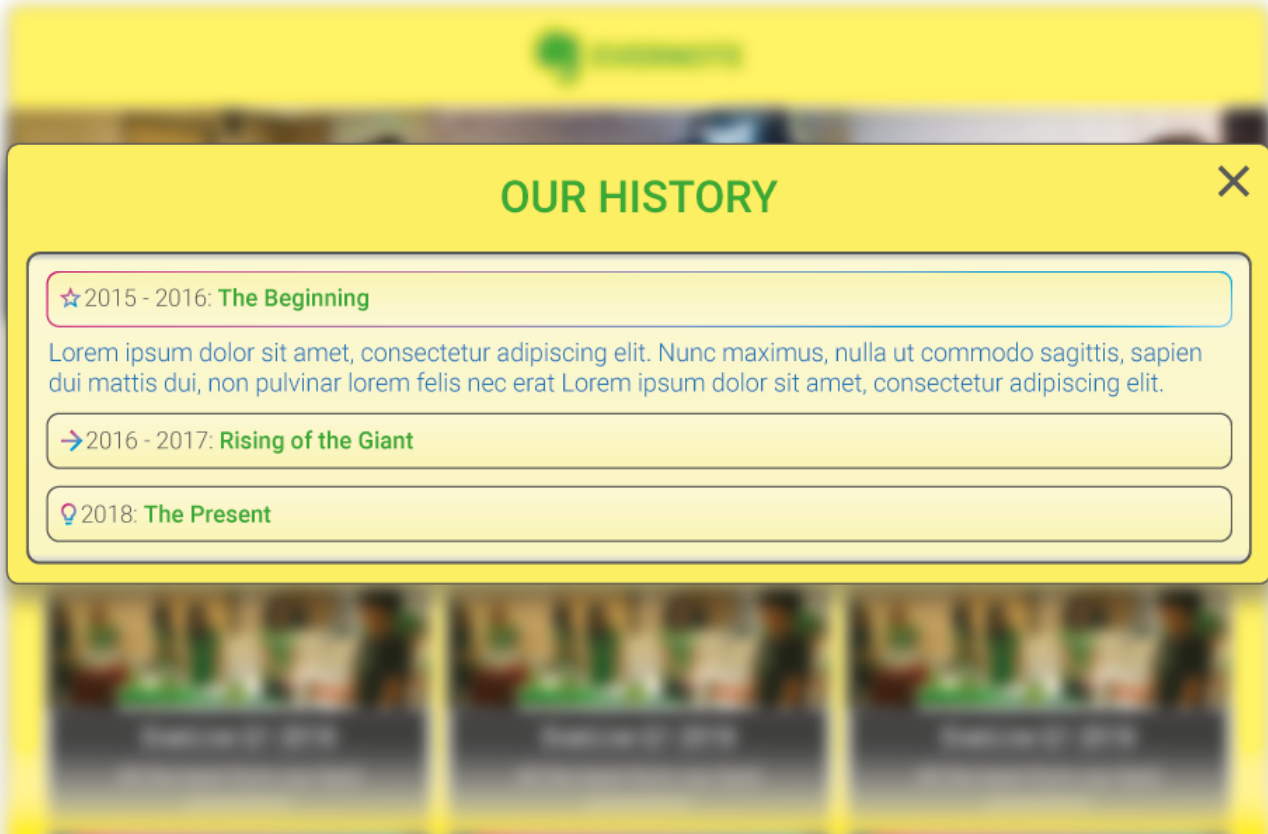 EVERNOTE
OUR HISTORY
2015 - 2016: The Beginning
Lorem ipsum dolor sit amet, consectetur adipiscing elit. Nunc maximus, nulla ut commodo sagittis, sapien
dui mattis dui, non pulvinar lorem felis nec erat Lorem ipsum dolor sit amet, consectetur adipiscing elit.
2016 - 2017: Rising of the Giant
2018: The Present